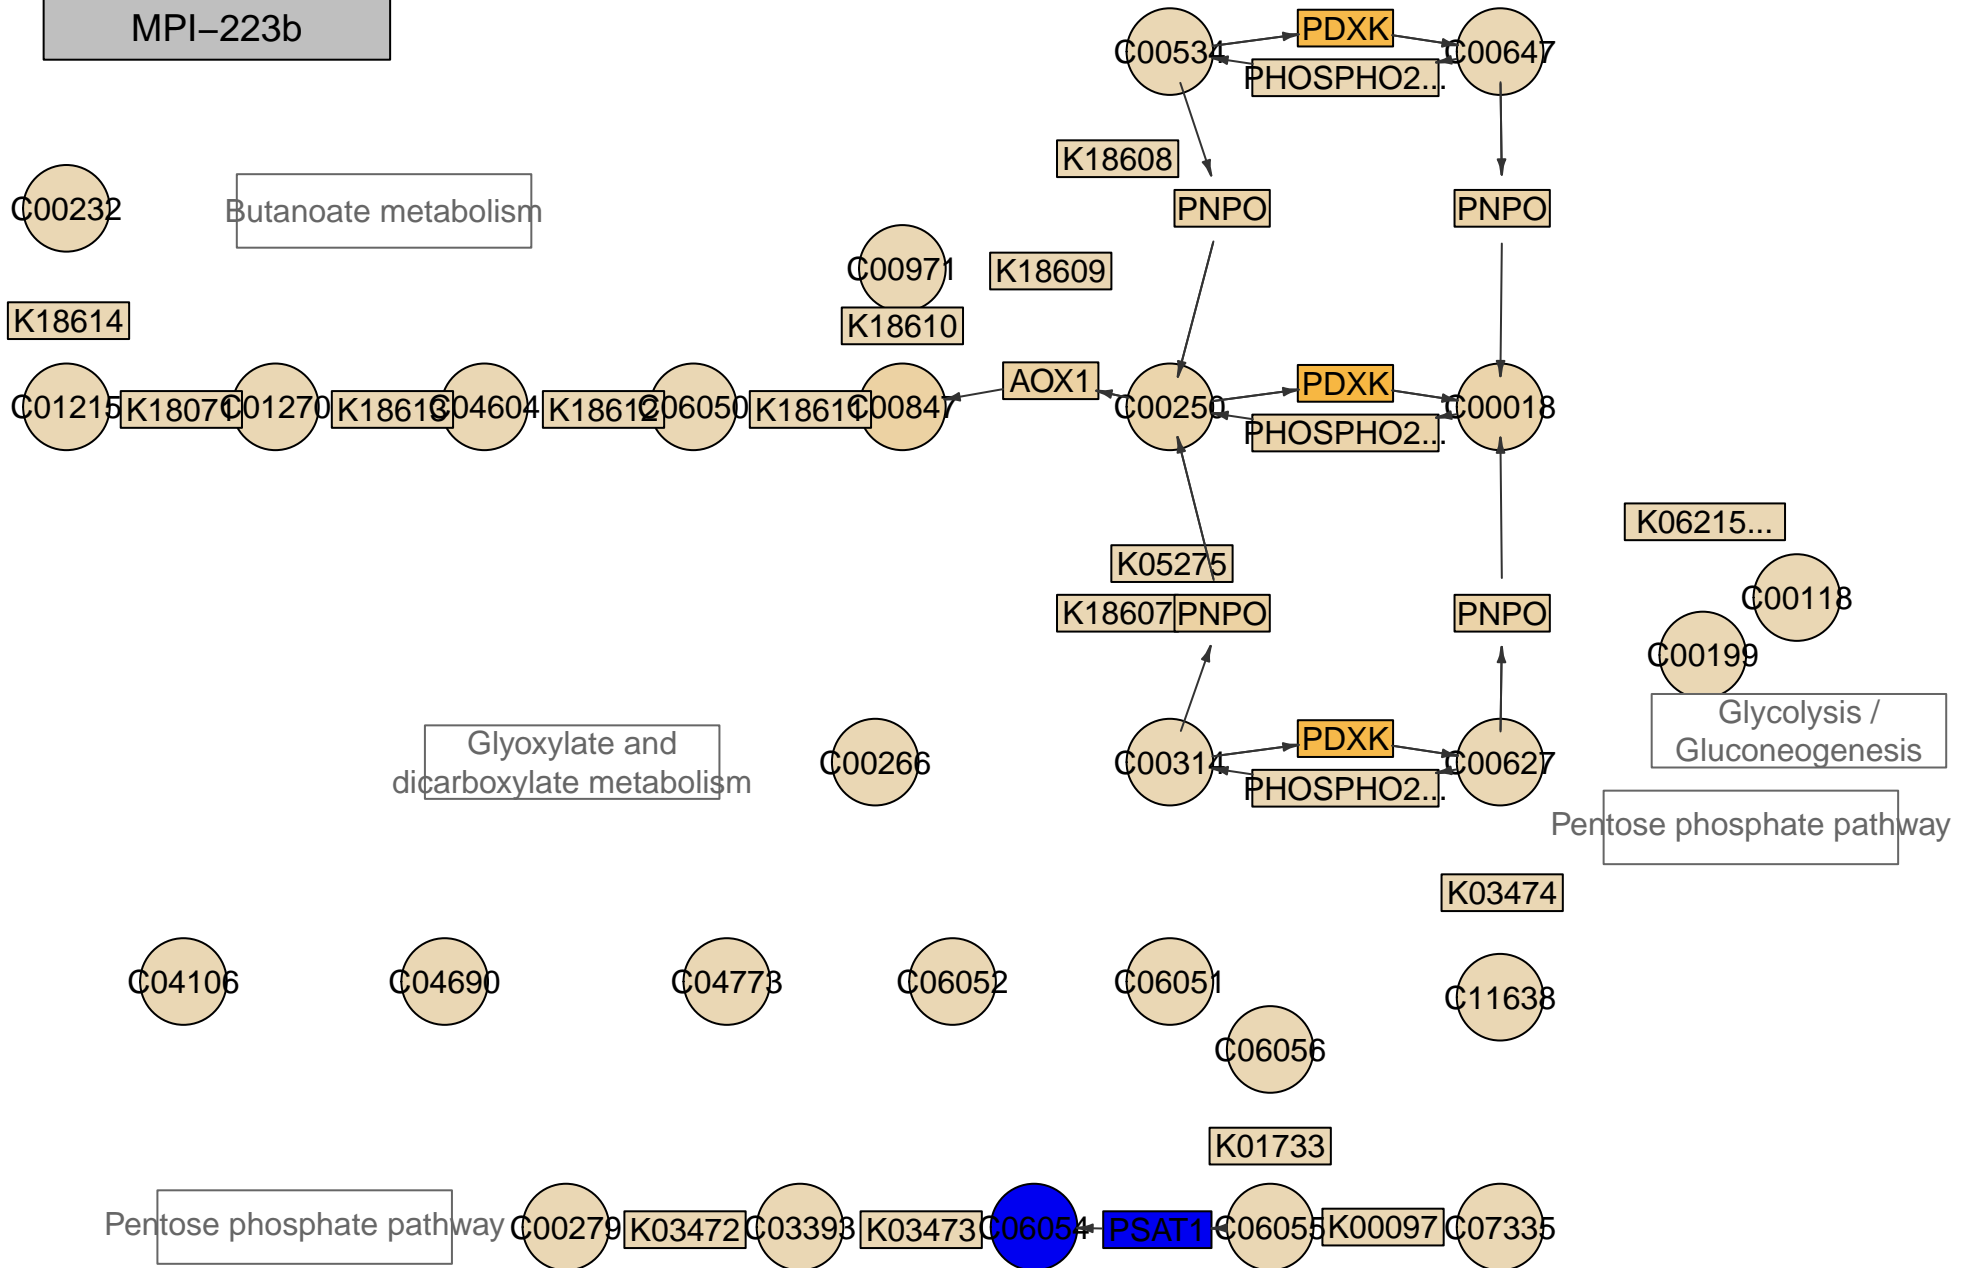 MPI−223b
C00534
PDXK
C00647
PHOSPHO2...
K18608
C00232
Butanoate metabolism
PNPO
PNPO
C00971
K18609
K18614
K18610
C01215
K18071
C01270
K18613
C04604
K18612
C06050
K18611
C00847
AOX1
C00250
PDXK
C00018
PHOSPHO2...
K06215...
K05275
C00118
K18607
PNPO
PNPO
C00199
Glycolysis /
Gluconeogenesis
Glyoxylate and
dicarboxylate metabolism
C00266
C00314
PDXK
C00627
PHOSPHO2...
Pentose phosphate pathway
K03474
C04106
C04690
C04773
C06052
C06051
C11638
C06056
K01733
Pentose phosphate pathway
C00279
K03472
C03393
K03473
C06054
PSAT1
C06055
K00097
C07335